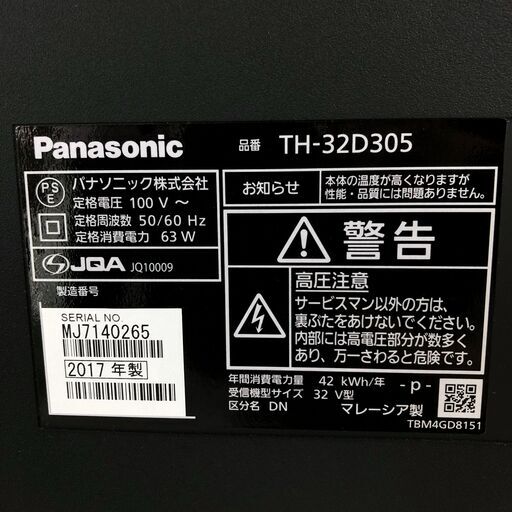 Panasonic
品番 TH-32D305
PS
E
パナソニック株式会社
定格電圧 100 V ~
定格周波数 50/60 Hz
定格消費電力 63 W
JQA JQ10009
製造番号
SERIAL NO.
MJ7140265
2017 年製
お知らせ
本体の温度が高くなりますが
性能・品質には問題ありません。
警告
高圧注意
サービスマン以外の方は、
裏ぶたをあけないでください。
内部には高電圧部分が数多く
あり、万一さわると危険です。
年間消費電力量 42 kWh/年
受信機型サイズ 32 V型
区分名 DN
-p-
マレーシア製
TBM4GD8151